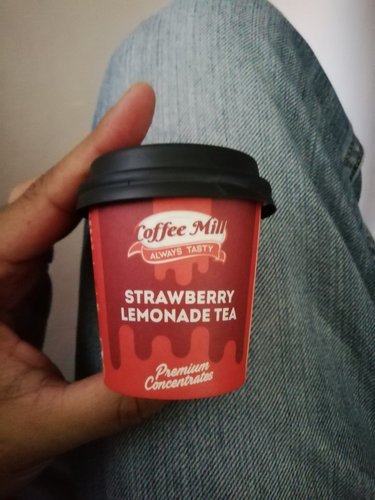 Coffee Mill
ALWAYS TASTY
STRAWBERRY
LEMONADE TEA
Premium
Concentrates